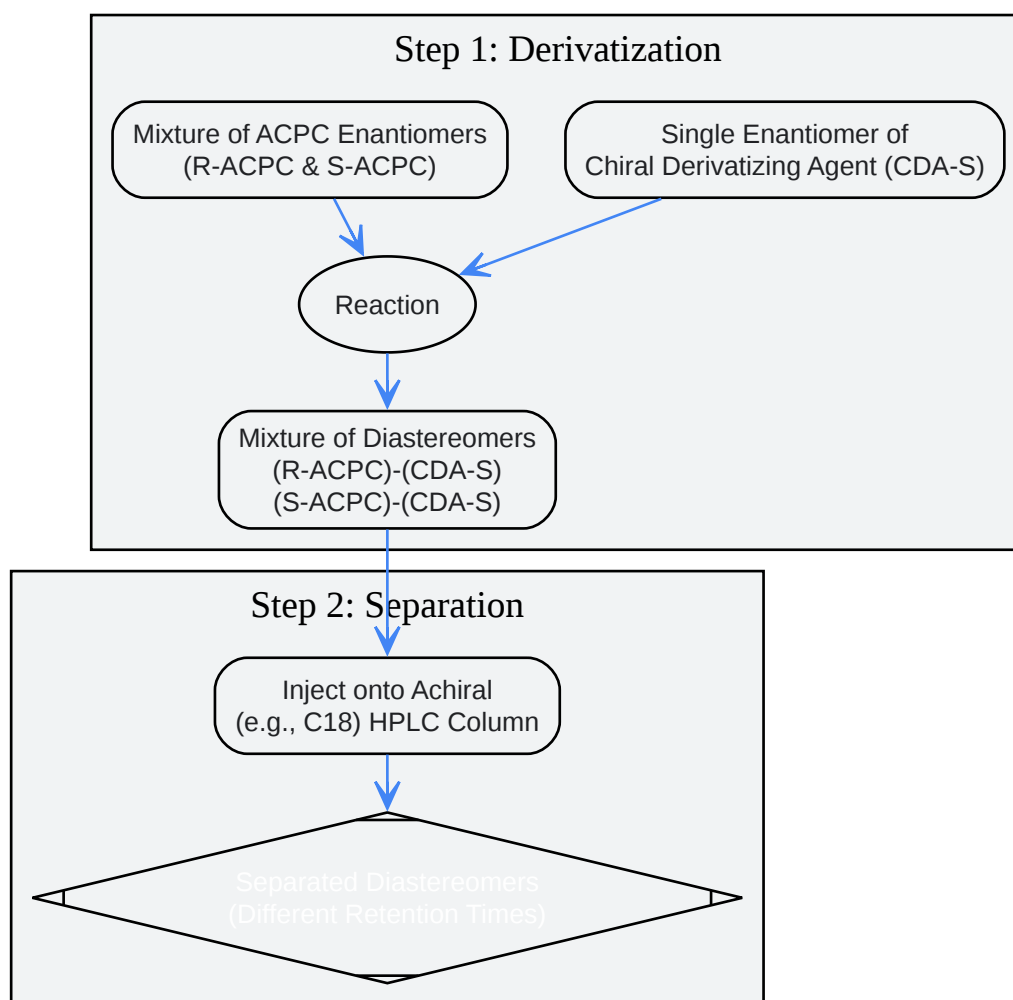 Step 1: Derivatization
Mixture of ACPC Enantiomers
(R-ACPC & S-ACPC)
Single Enantiomer of
Chiral Derivatizing Agent (CDA-S)
Reaction
Mixture of Diastereomers
(R-ACPC)-(CDA-S)
(S-ACPC)-(CDA-S)
Step 2: Separation
Inject onto Achiral
(e.g., C18) HPLC Column
Separated Diastereomers
(Different Retention Times)